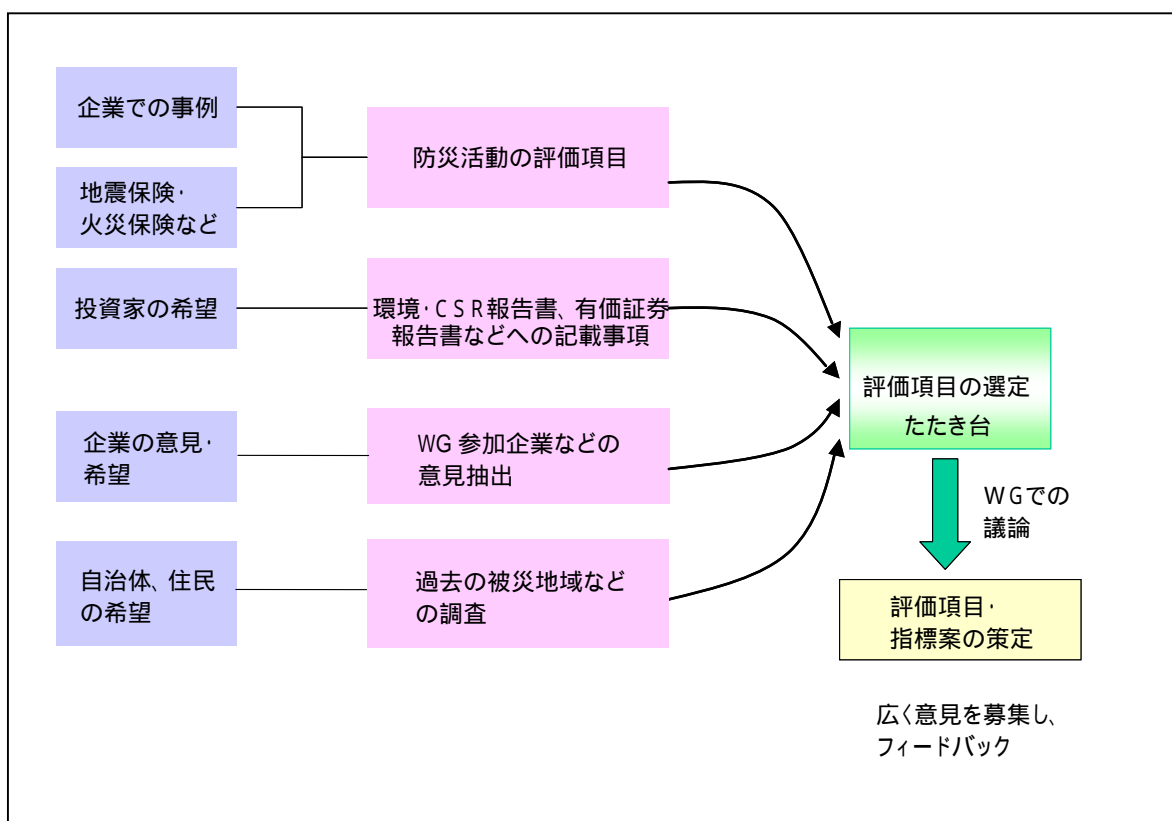 企業での事例
地震保険・
火災保険など
防災活動の評価項目
投資家の希望
環境・CSR報告書、有価証券
報告書などへの記載事項
企業の意見・
希望
WG 参加企業などの
意見抽出
自治体、住民
の希望
過去の被災地域など
の調査
評価項目の選定
たたき台
WGでの
議論
評価項目・
指標案の策定
広く意見を募集し、
フィードバック